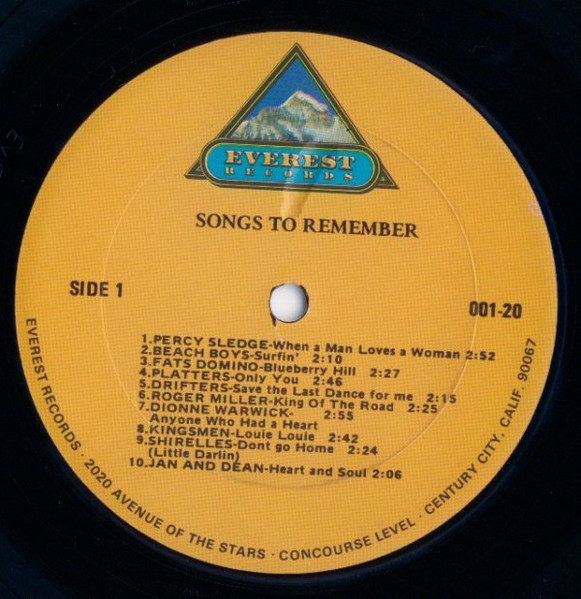 EVEREST
RECORDS
SONGS TO REMEMBER
SIDE 1
001-20
1.PERCY SLEDGE-When a Man Loves a Woman 2:52
2.BEACH BOYS-Surfin' 2:10
3.FATS DOMINO-Blueberry Hill 2:27
4.PLATTERS-Only You 2:46
5.DRIFTERS-Save the Last Dance for me 2:15
6.ROGER MILLER-King Of The Road 2:25
7.DIONNE WARWICK- 2:55
Anyone Who Had a Heart
8.KINGSMEN-Louie Louie 2:42
9.SHIRELLES-Dont go Home 2:24
(Little Darlin)
10.JAN AND DEAN-Heart and Soul 2:06
EVEREST RECORDS · 2020 AVENUE OF THE STARS · CONCOURSE LEVEL · CENTURY CITY, CALIF. 90067